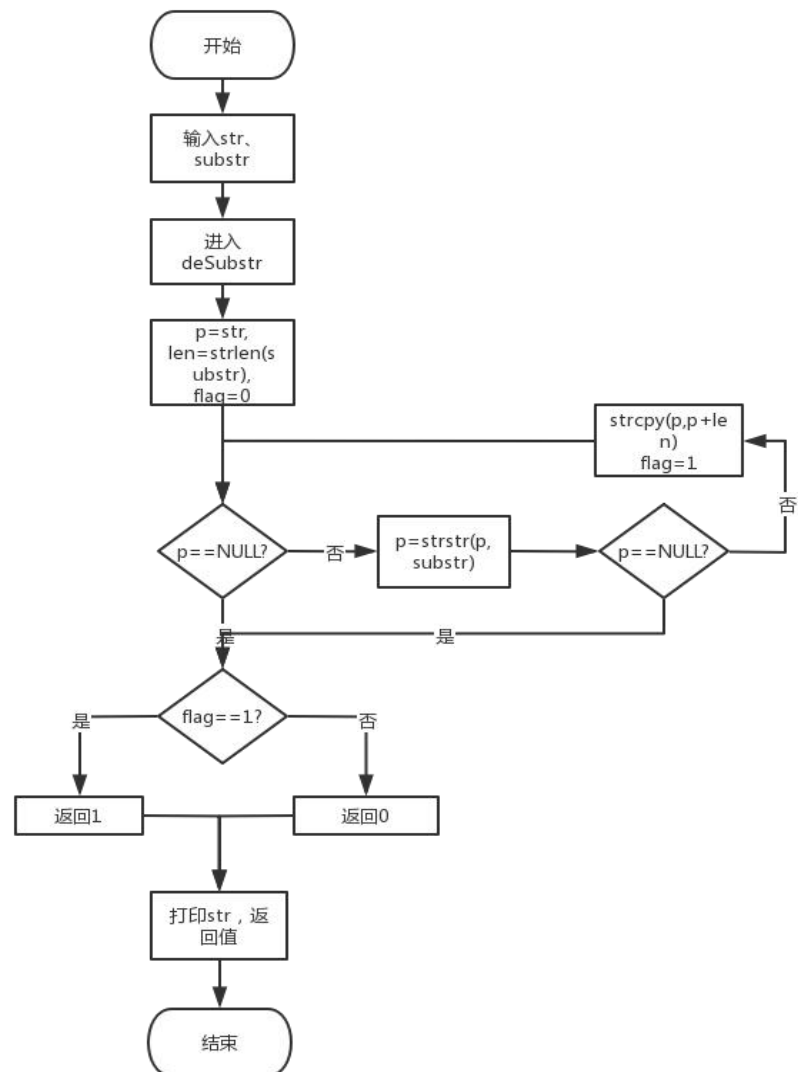 开始
输入str、
substr
进入
deSubstr
p=str,
len=strlen(s
ubstr),
flag=0
strcpy(p,p+le
n)
flag=1
否
p==NULL?
否
p=strstr(p,
substr)
p==NULL?
是
是
flag==1?
是
否
返回1
返回0
打印str，返
回值
结束